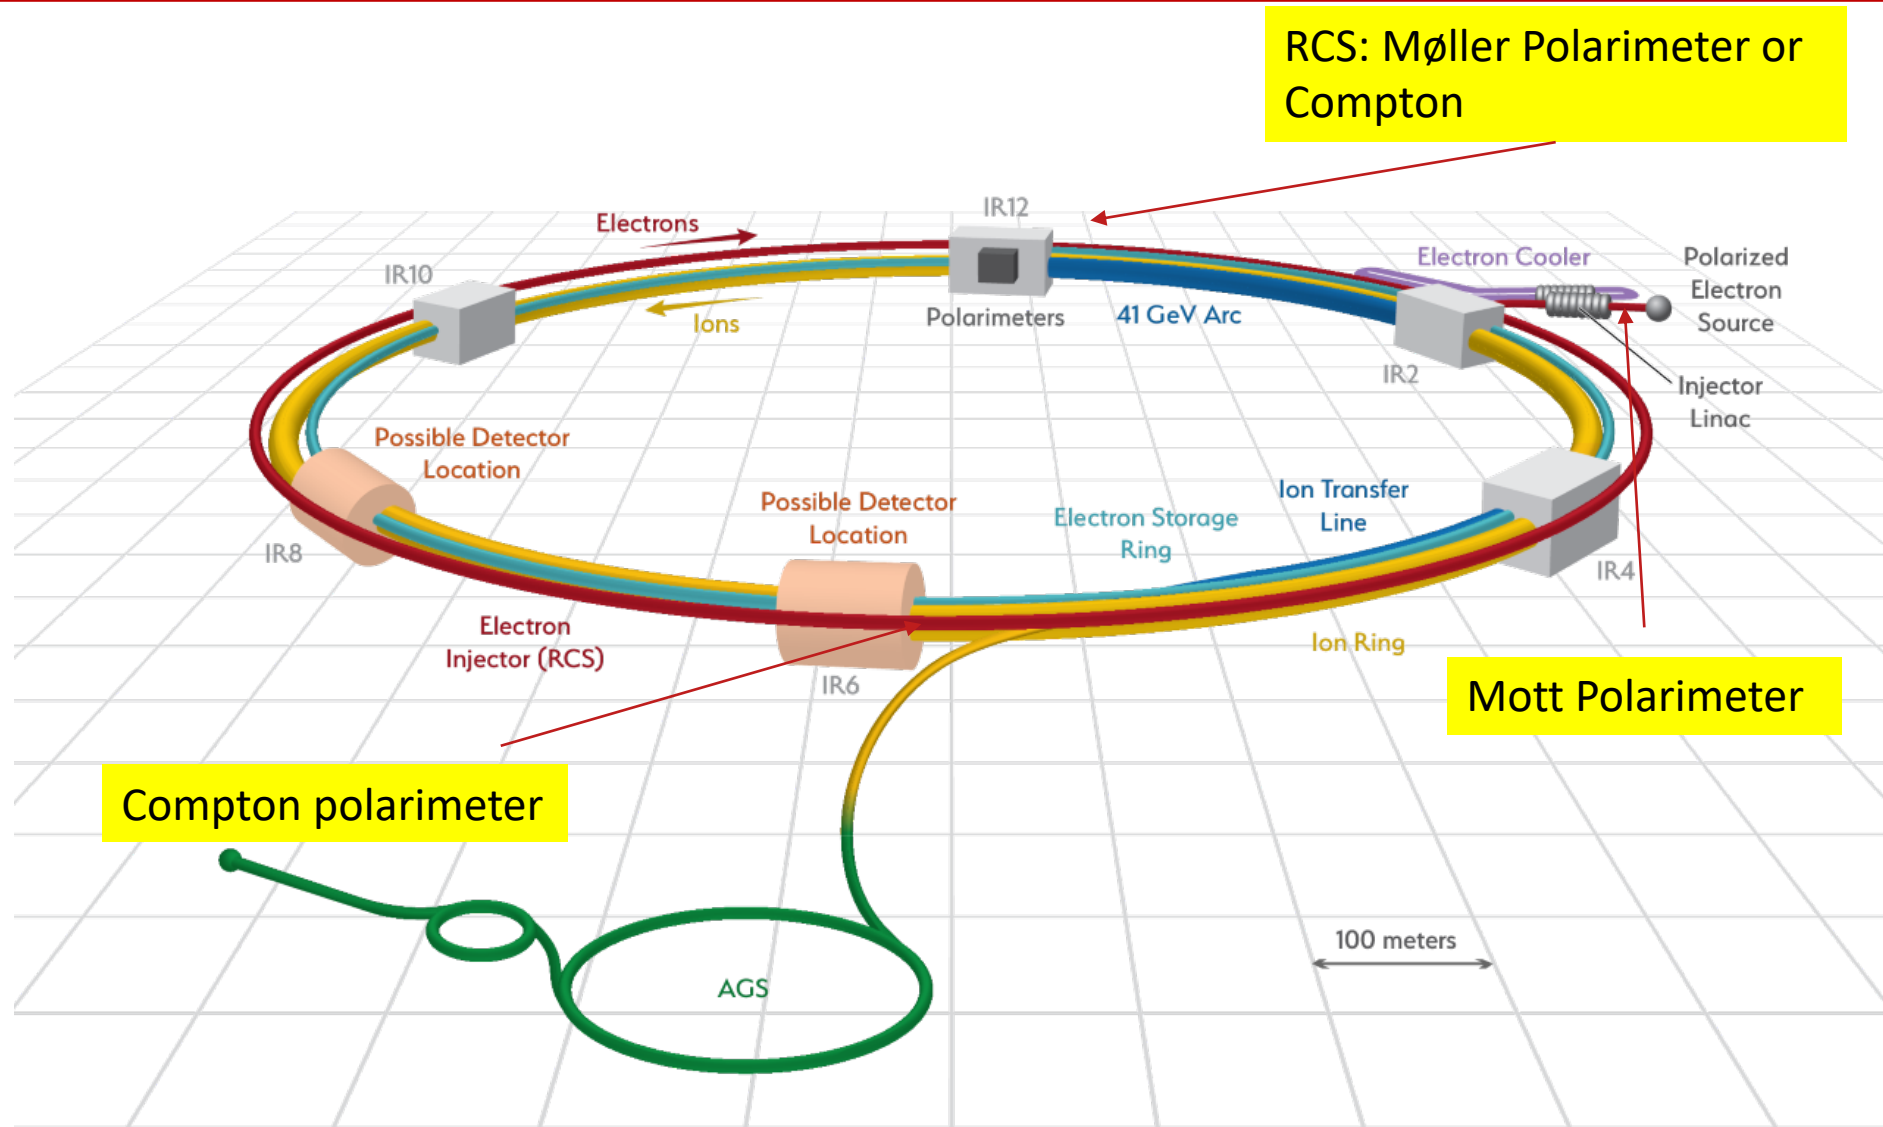 RCS: Møller Polarimeter or
Compton
IR12
Electrons
IR10
Ions
Polarimeters
41 GeV Arc
Electron Cooler
Polarized
Electron
Source
IR2
Injector
Linac
Possible Detector
Location
IR8
Possible Detector
Location
Electron Storage
Ring
Ion Transfer
Line
IR4
Electron
Injector (RCS)
IR6
Ion Ring
Mott Polarimeter
Compton polarimeter
100 meters
AGS